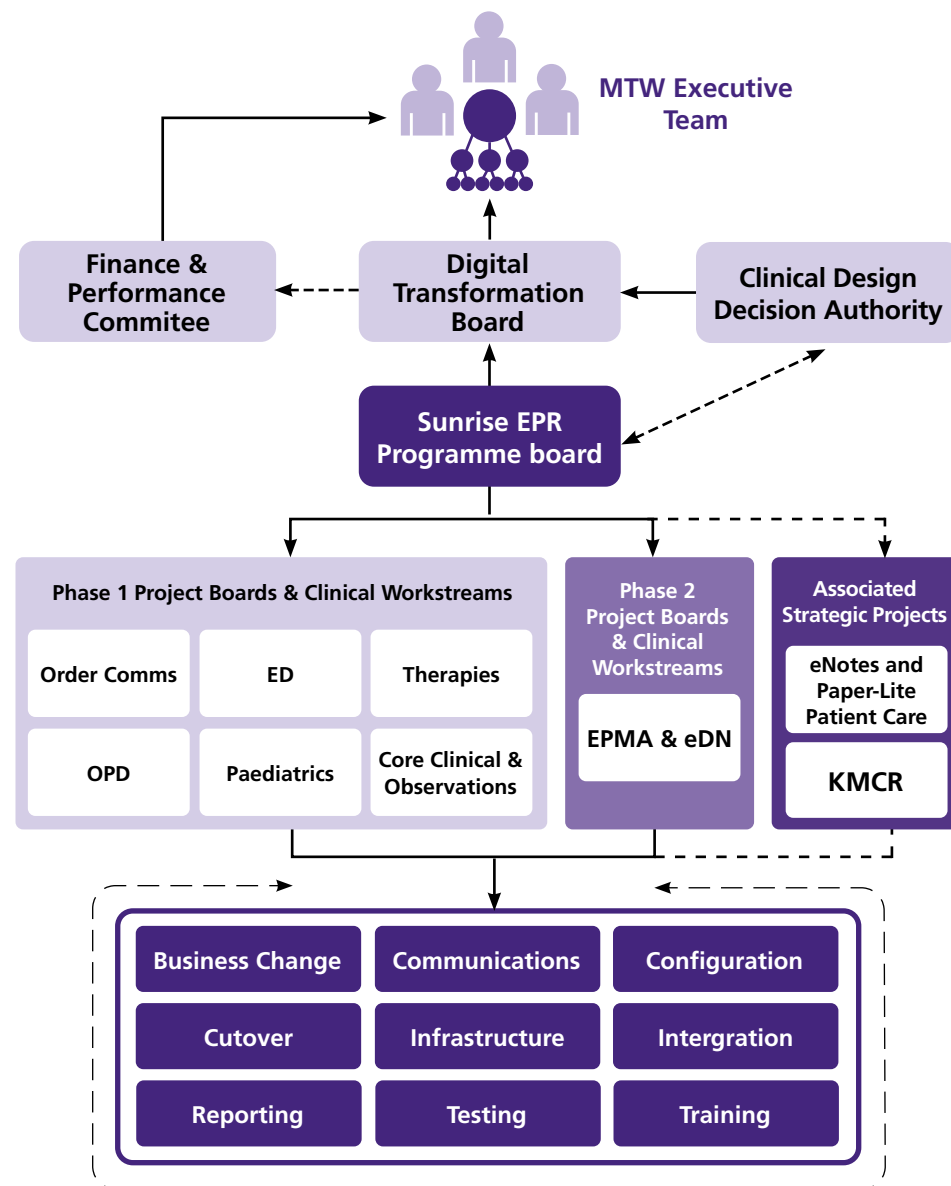 MTW Executive
Team
Finance &
Performance
Commitee
Digital
Transformation
Board
Clinical Design
Decision Authority
Sunrise EPR
Programme board
Phase 1 Project Boards & Clinical Workstreams
Order Comms
ED
Therapies
OPD
Paediatrics
Core Clinical &
Observations
Phase 2
Project Boards
& Clinical
Workstreams
EPMA & eDN
Associated
Strategic Projects
eNotes and
Paper-Lite
Patient Care
KMCR
Business Change
Communications
Configuration
Cutover
Infrastructure
Intergration
Reporting
Testing
Training